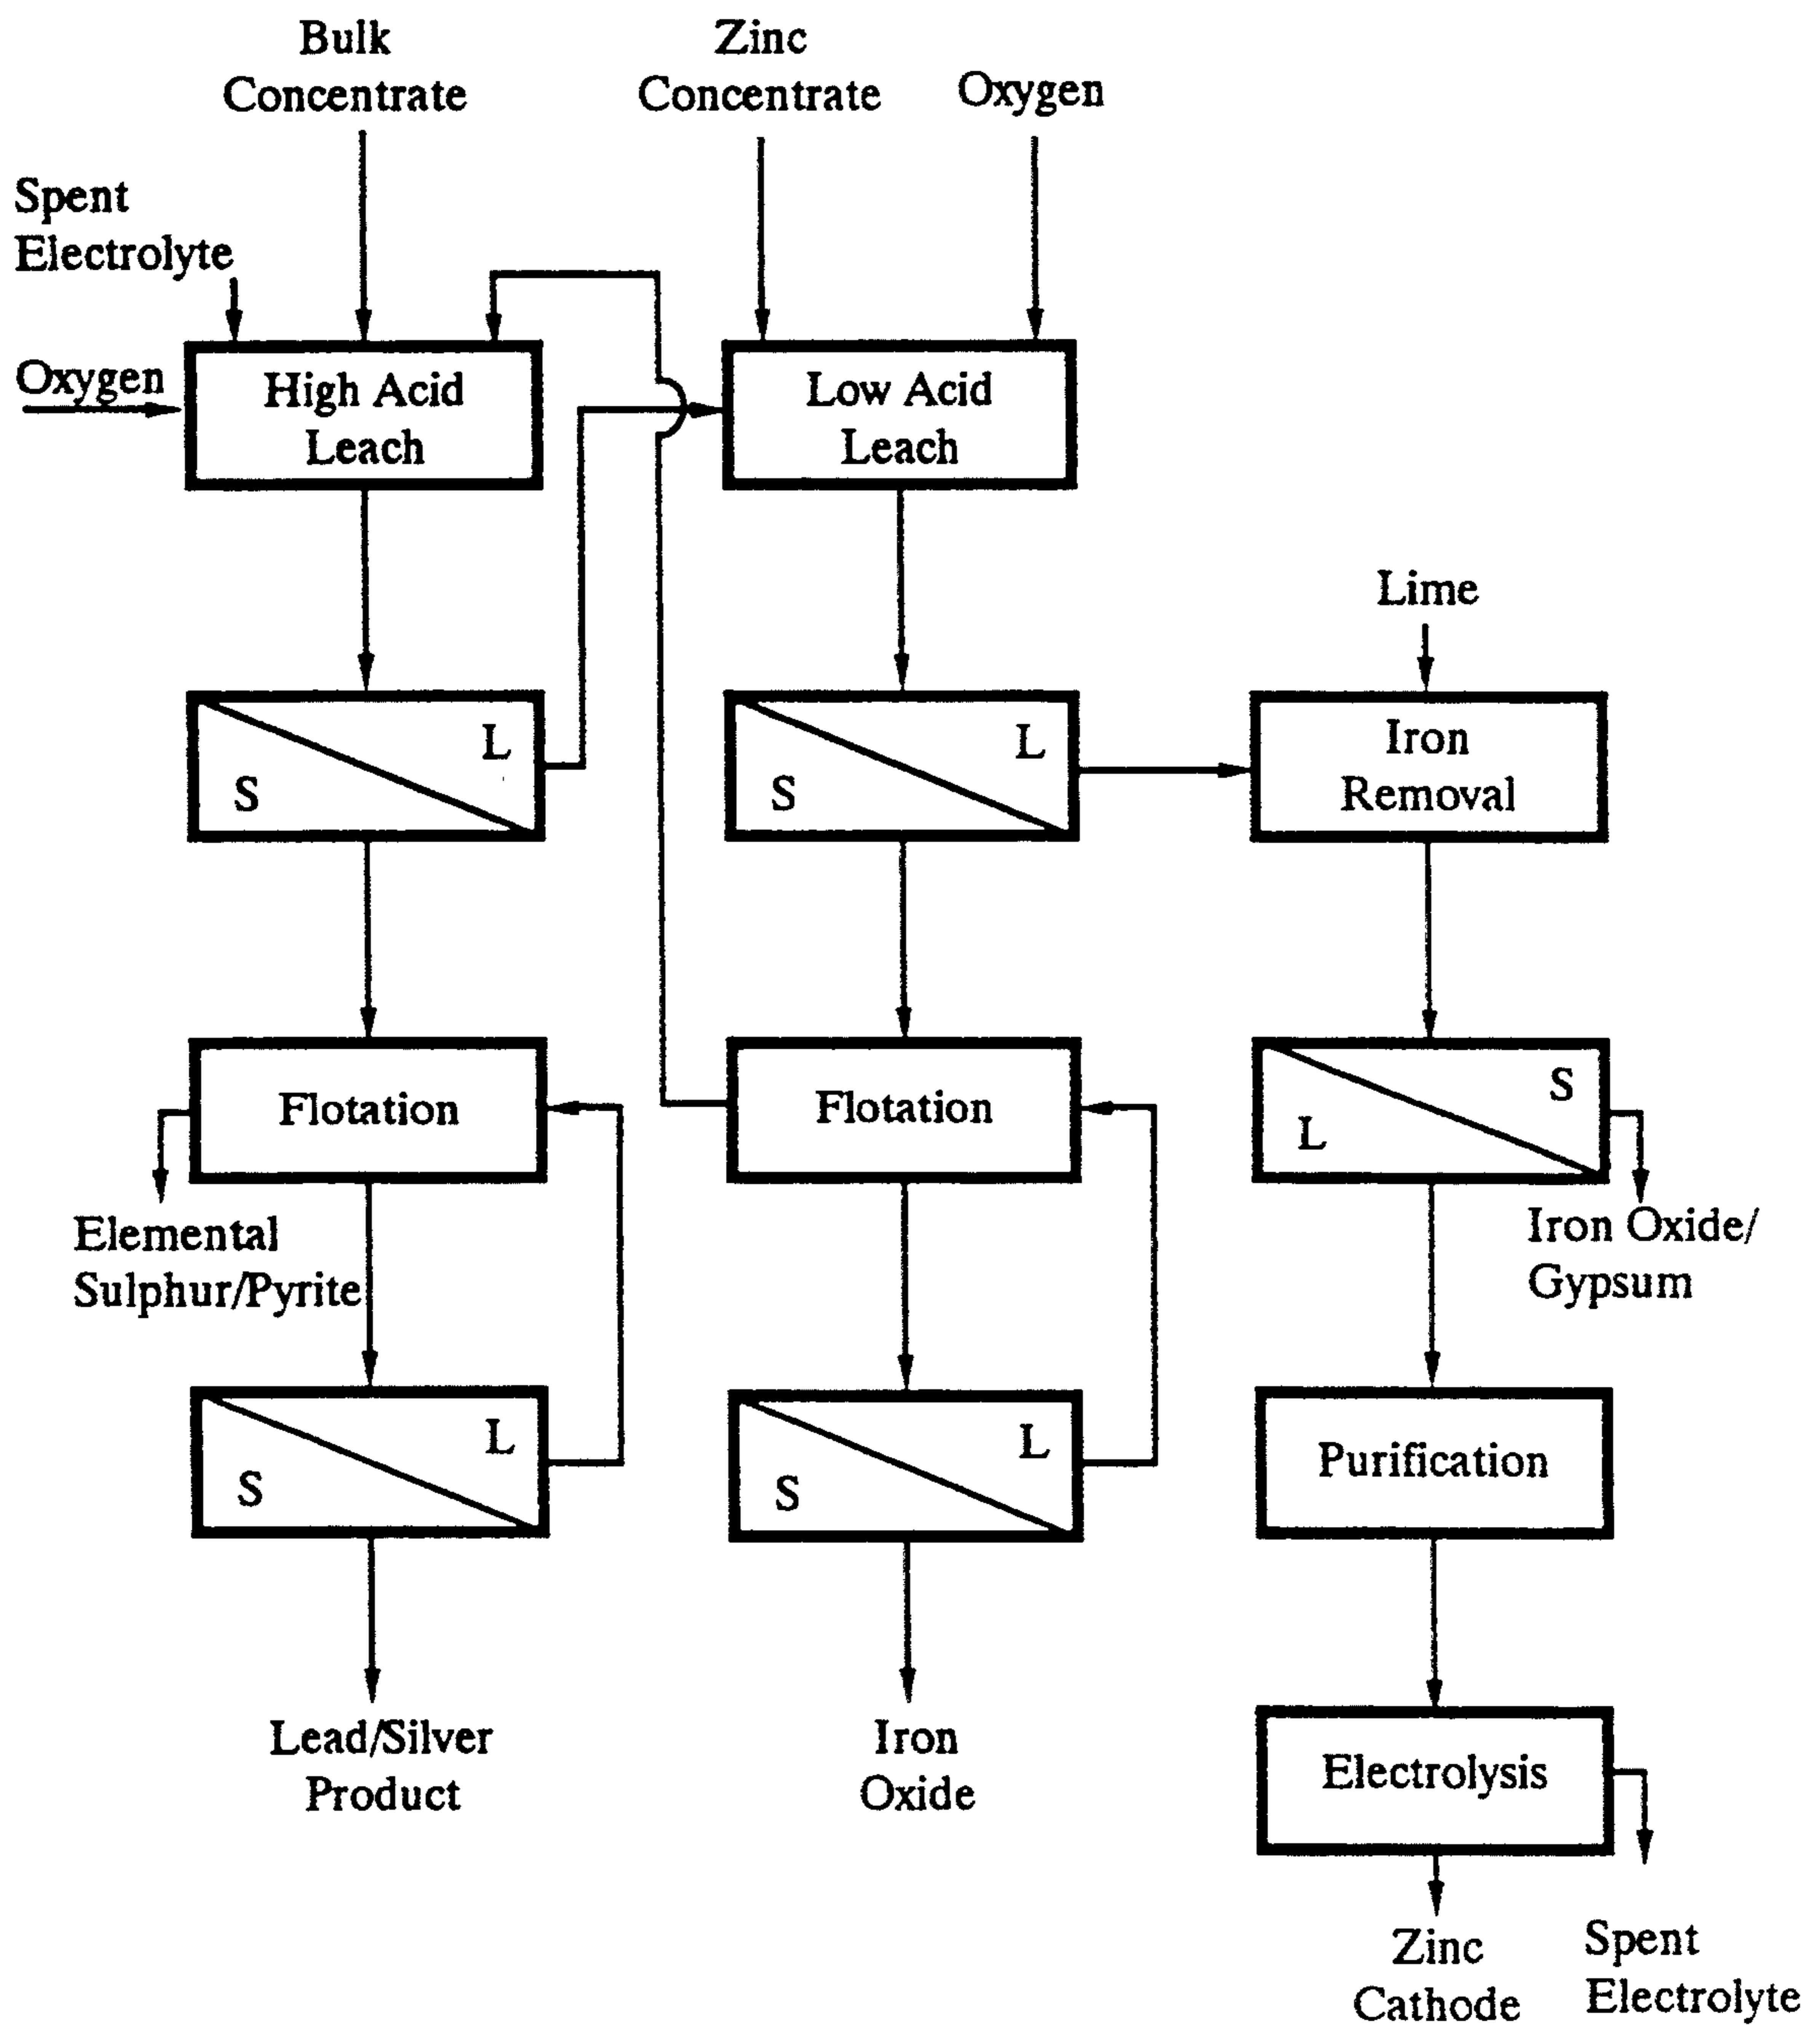 Bulk
Concentrate
Zinc
Concentrate
Oxygen
Spent
Electrolyte
Oxygen
High Acid
Leach
Low Acid
Leach
Lime
L
S
L
S
Iron
Removal
Flotation
Flotation
S
L
Elemental
Sulphur/Pyrite
Iron Oxide/
Gypsum
L
S
L
S
Purification
Lead/Silver
Product
Iron
Oxide
Electrolysis
Zinc
Cathode
Spent
Electrolyte